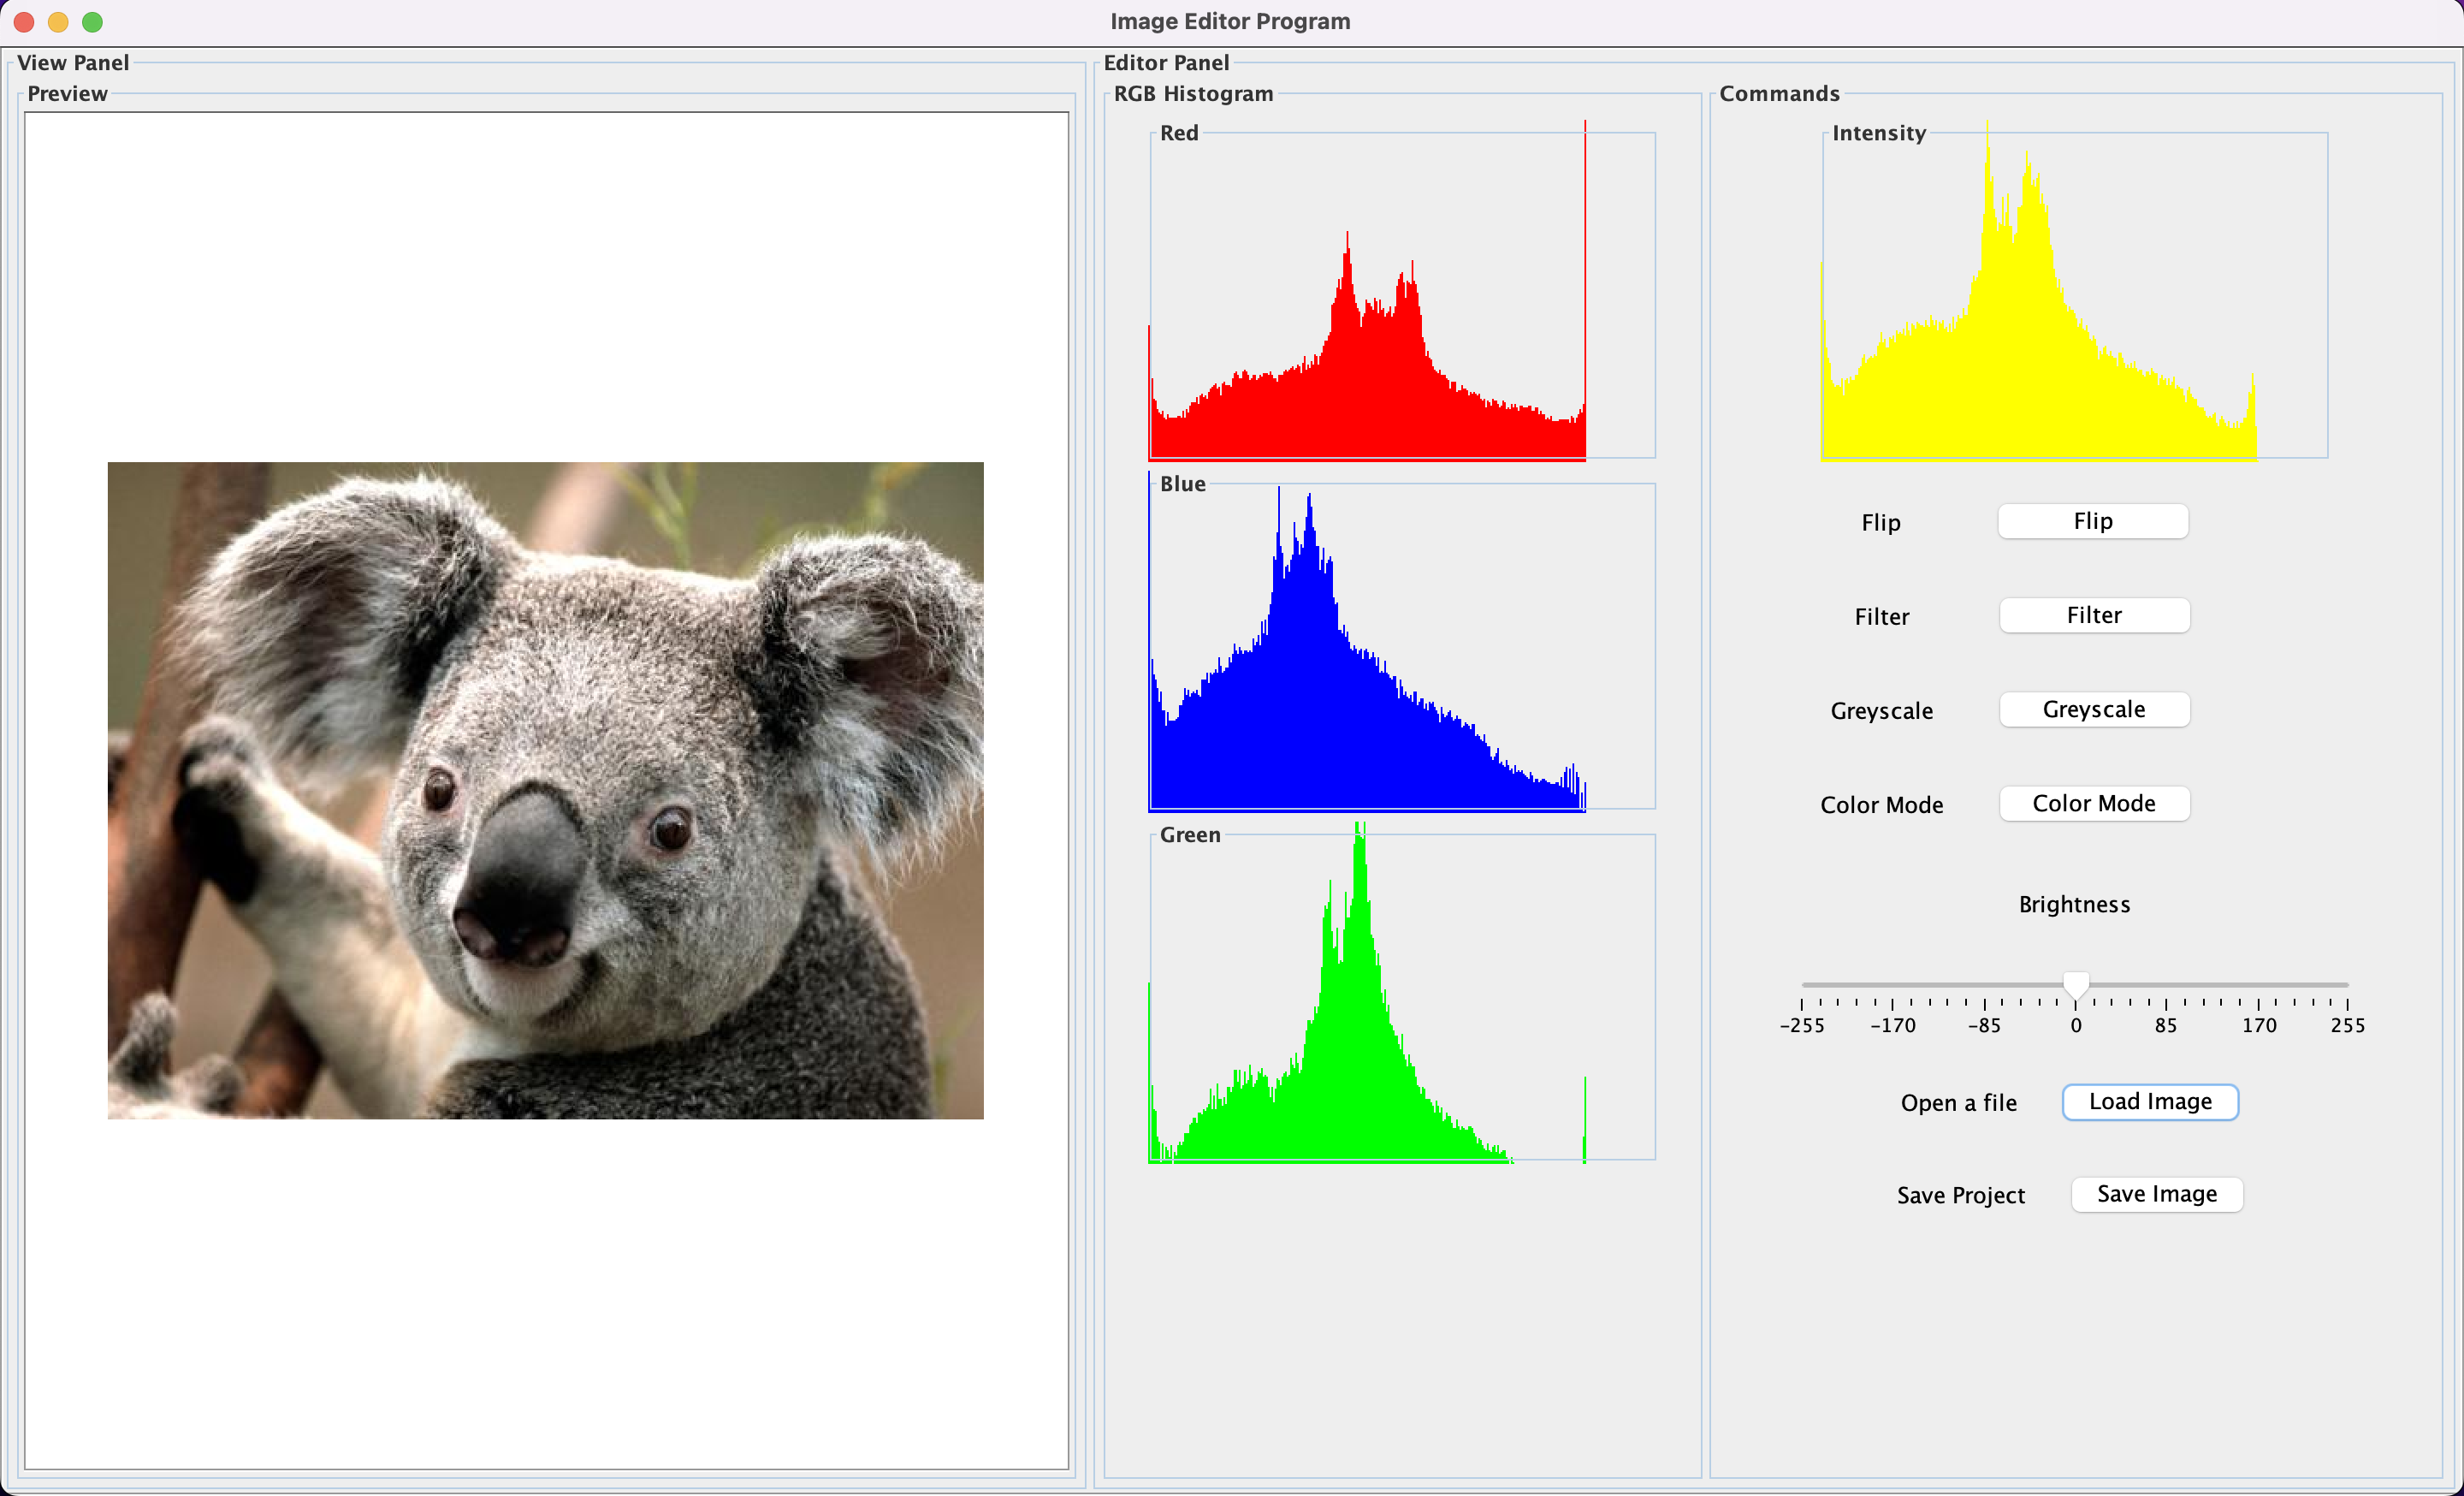 Image Editor Program
View Panel
Preview
Editor Panel
RGB Histogram
Red
Blue
Green
Commands
Intensity
Flip Flip
Filter Filter
Greyscale Greyscale
Color Mode Color Mode
Brightness
-255 -170 -85 0 85 170 255
Open a file Load Image
Save Project Save Image